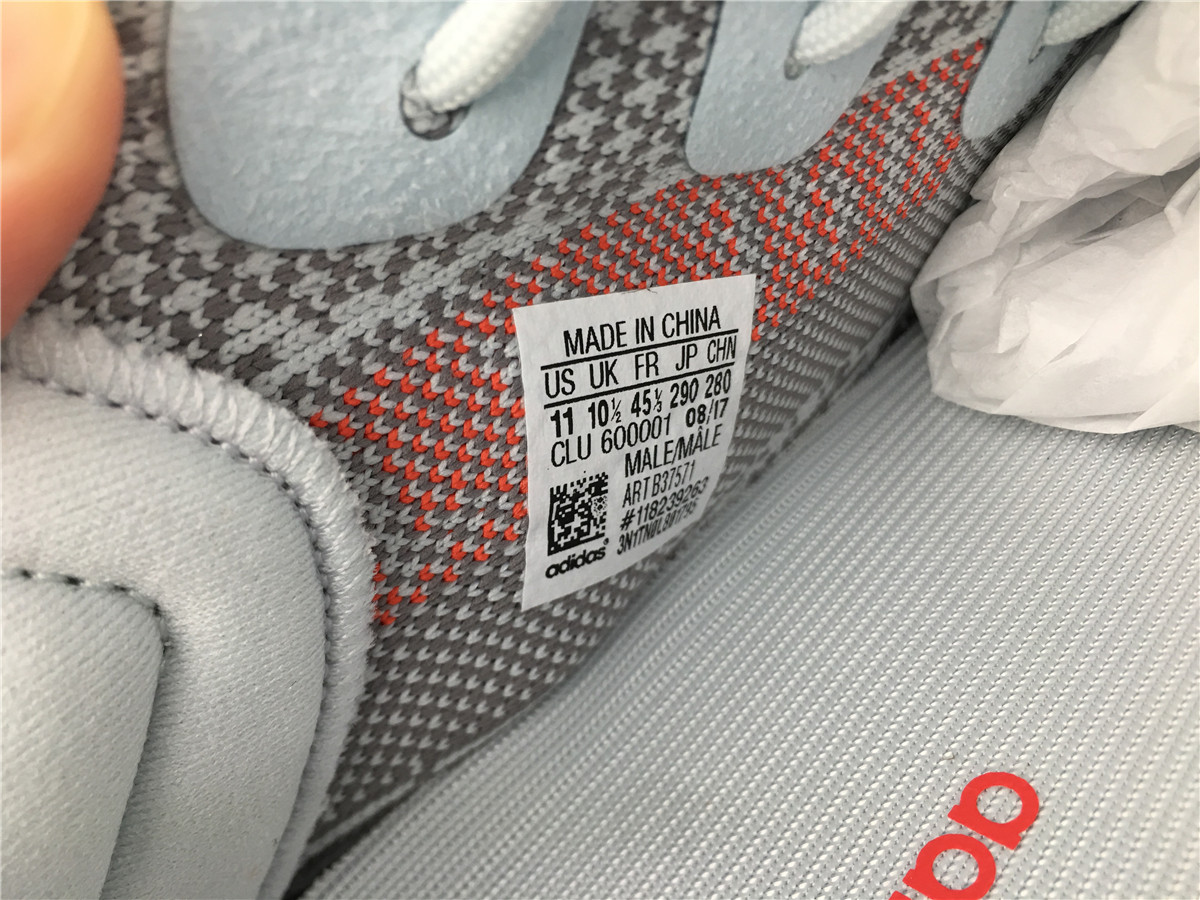 MADE IN CHINA
US UK FR JP CHN
11 10½ 45⅓ 290 280
CLU 600001 08/17
MALE/MÂLE
ART B37571
#118239263
adidas®